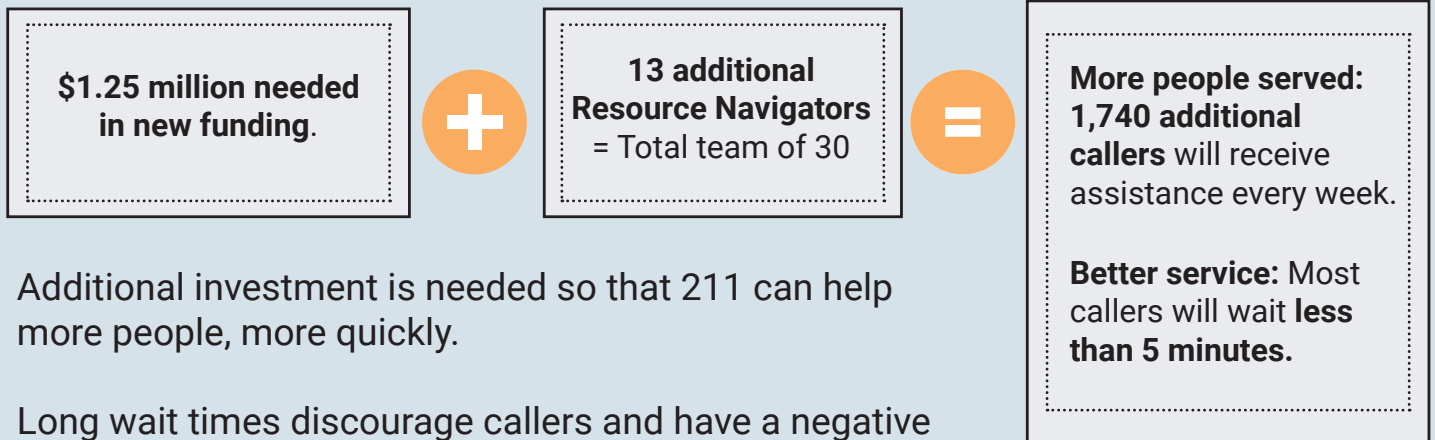 $1.25 million needed
in new funding.
+
13 additional
Resource Navigators
= Total team of 30
=
More people served:
1,740 additional
callers will receive
assistance every week.
Better service: Most
callers will wait less
than 5 minutes.
Additional investment is needed so that 211 can help
more people, more quickly.
Long wait times discourage callers and have a negative